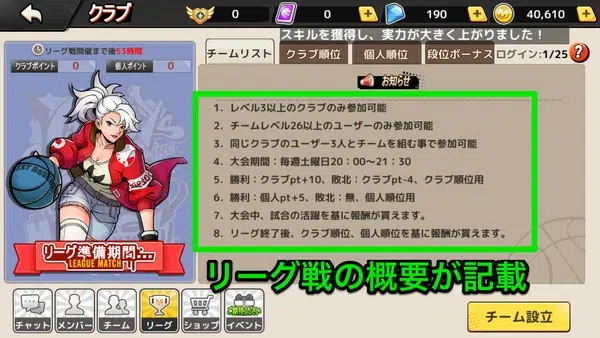 クラブ
0
0
190
40,610
スキルを獲得し、実力が大きく上がりました!
リーグ戦開催まで後53時間
クラブポイント 0
個人ポイント 0
チームリスト
クラブ順位
個人順位
段位ボーナス
ログイン:1/25
?
お知らせ
1. レベル3以上のクラブのみ参加可能
2. チームレベル26以上のユーザーのみ参加可能
3. 同じクラブのユーザー3人とチームを組む事で参加可能
4. 大会期間:毎週土曜日20:00〜21:30
5. 勝利:クラブpt+10、敗北:クラブpt-4、クラブ順位用
6. 勝利:個人pt+5、敗北:無、個人順位用
7. 大会中、試合の活躍を基に報酬が貰えます。
8. リーグ終了後、クラブ順位、個人順位を基に報酬が貰えます。
リーグ準備期間中...
LEAGUE MATCH
リーグ戦の概要が記載
チャット
メンバー
チーム
リーグ
ショップ
イベント
チーム設立